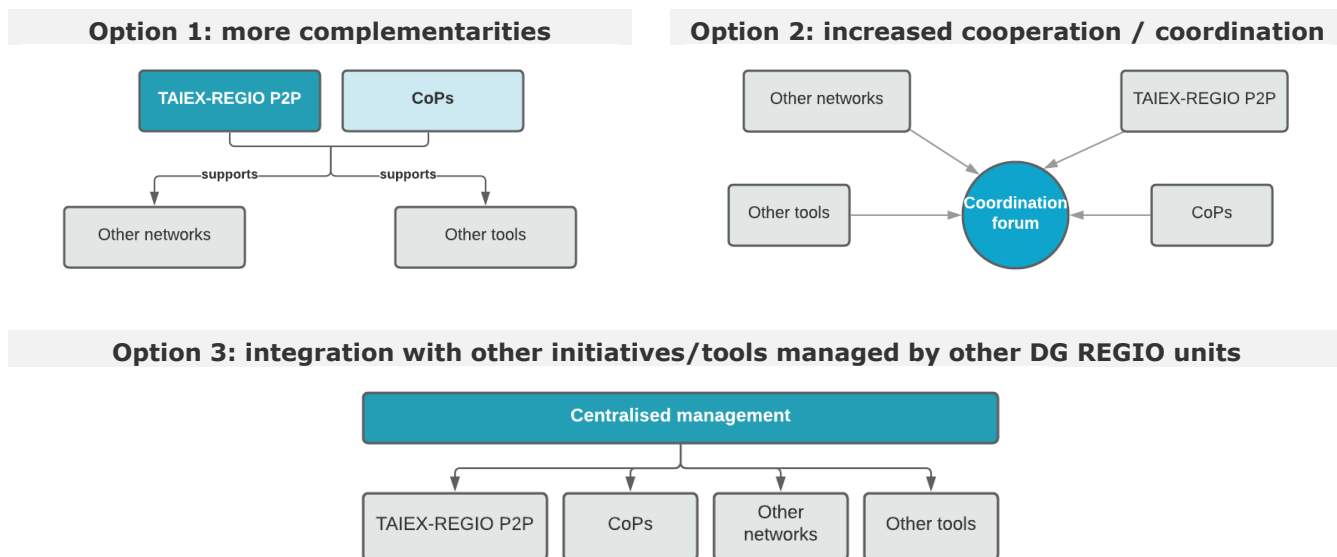 Option 1: more complementarities
TAIEX-REGIO P2P
CoPs
supports
supports
Other networks
Other tools
Option 2: increased cooperation / coordination
Other networks
TAIEX-REGIO P2P
Coordination
forum
Other tools
CoPs
Option 3: integration with other initiatives/tools managed by other DG REGIO units
Centralised management
TAIEX-REGIO P2P
CoPs
Other
networks
Other tools